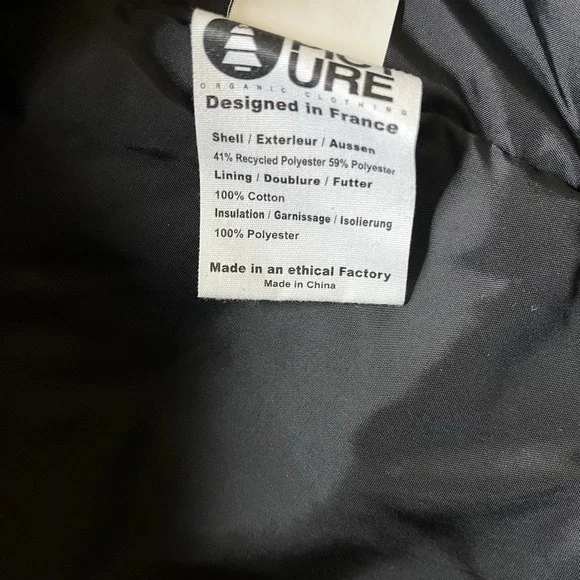 URE
ORGANIC CLOTHING
Designed in France
Shell / Exterieur / Aussen
41% Recycled Polyester 59% Polyester
Lining / Doublure / Futter
100% Cotton
Insulation / Garnissage / Isolierung
100% Polyester
Made in an ethical Factory
Made in China